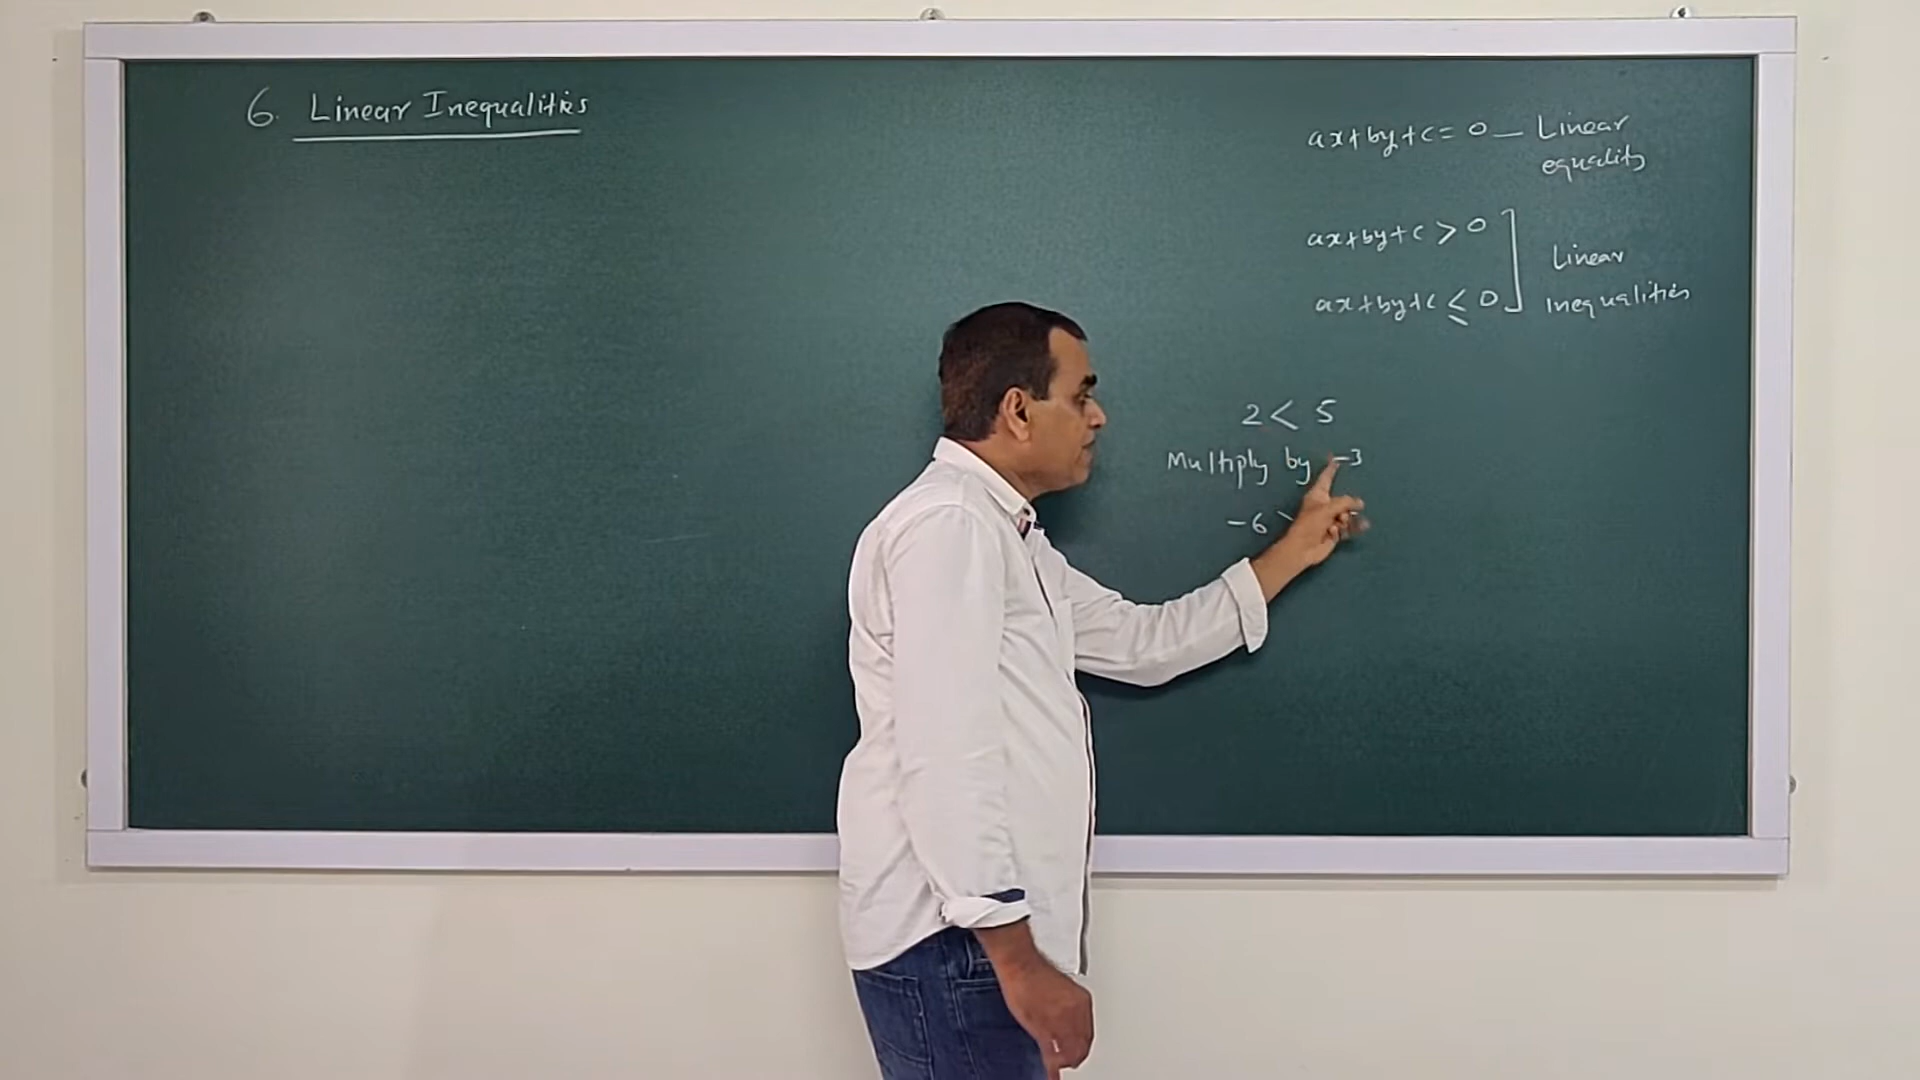 6. Linear Inequalities
ax+by+c = 0 — Linear
equality
ax+by+c > 0
Linear
ax+by+c ≤ 0
inequalities
2 < 5
Multiply by -3
-6